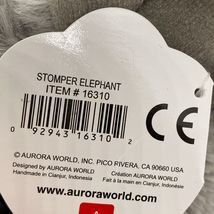 STOMPER ELEPHANT
ITEM # 16310
0 92943 16310 2
CE
© AURORA WORLD, INC. PICO RIVERA, CA 90660 USA
Designed by AURORA WORLD
Handmade in Cianjur, Indonesia
Création AURORA WORLD
Fait à la main en Cianjur, Indonésie
www.auroraworld.com